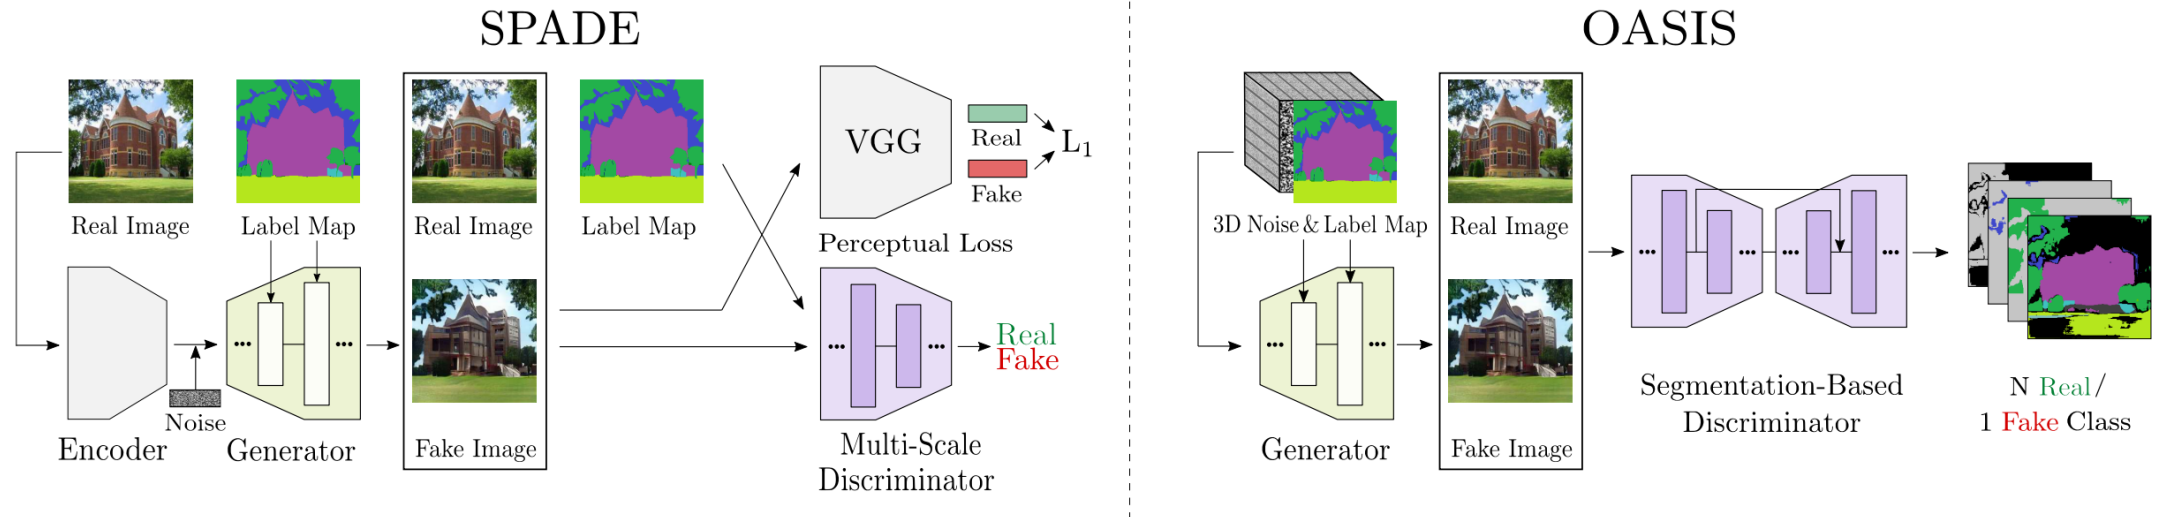 SPADE
Real Image
Label Map
Real Image
Label Map
VGG
Real
Fake
L1
Perceptual Loss
Noise
Encoder
Generator
Fake Image
Real
Fake
Multi-Scale
Discriminator
OASIS
3D Noise & Label Map
Real Image
Generator
Fake Image
Segmentation-Based
Discriminator
N Real/
1 Fake Class